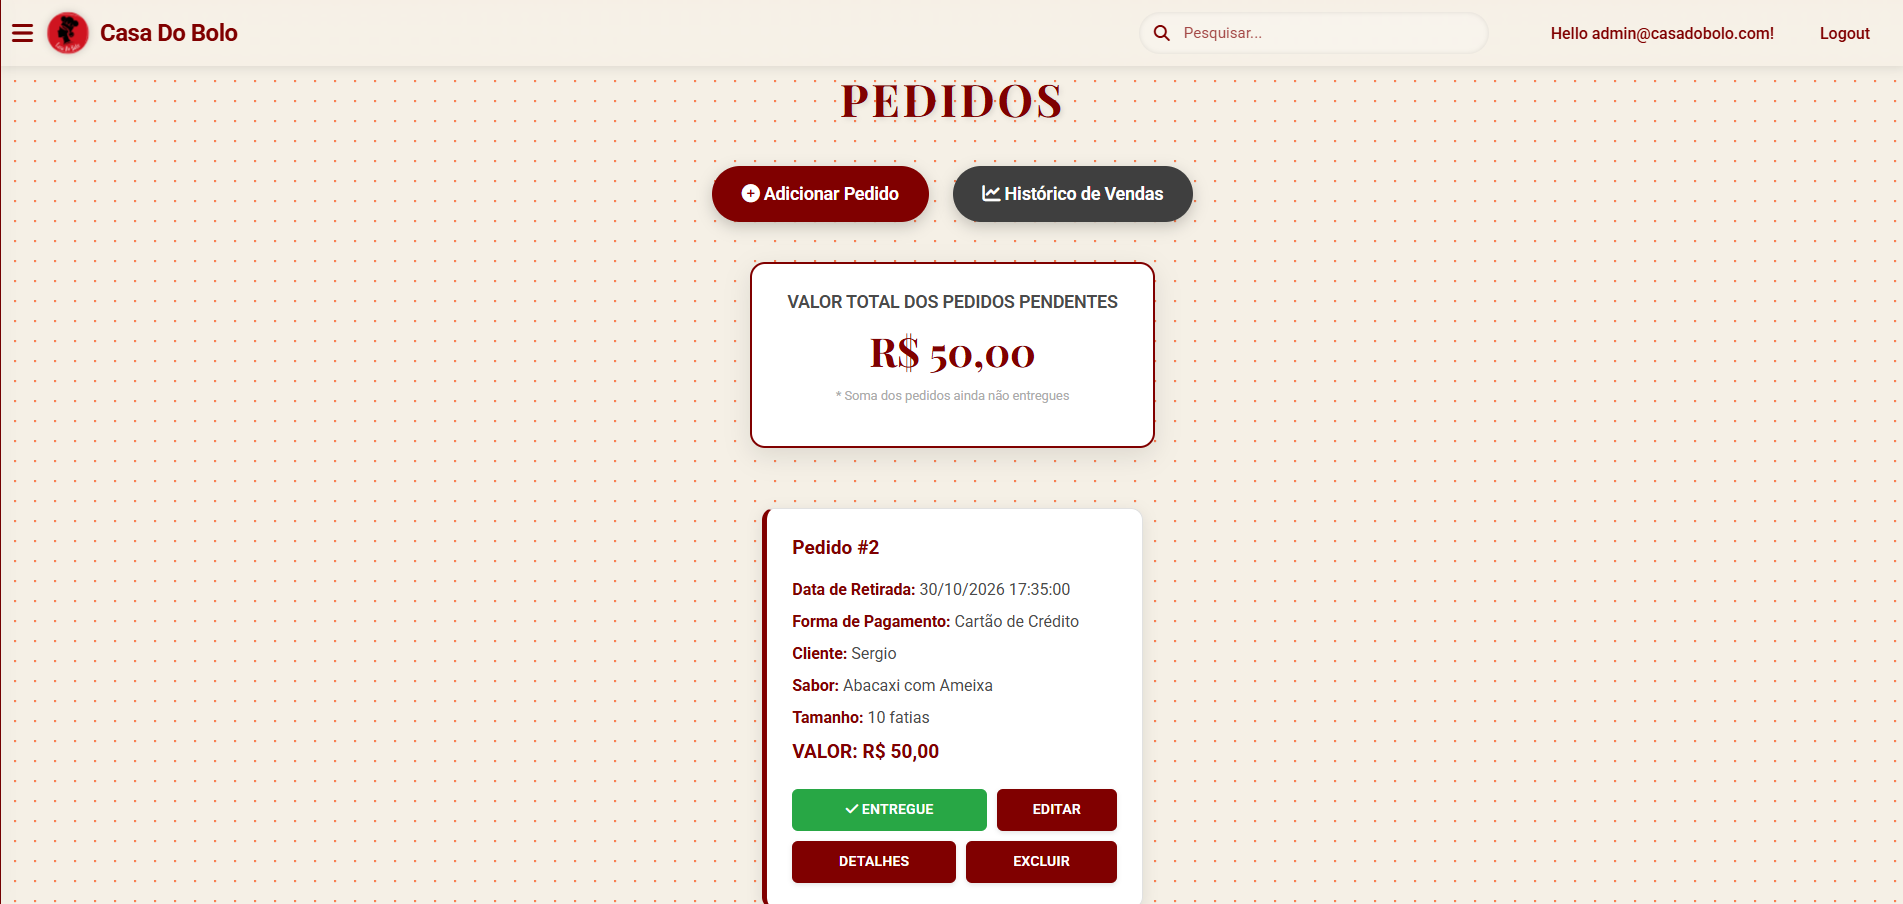 Casa Do Bolo
Pesquisar...
Hello admin@casadobolo.com!
Logout
PEDIDOS
Adicionar Pedido
Histórico de Vendas
VALOR TOTAL DOS PEDIDOS PENDENTES
R$ 50,00
* Soma dos pedidos ainda não entregues
Pedido #2
Data de Retirada: 30/10/2026 17:35:00
Forma de Pagamento: Cartão de Crédito
Cliente: Sergio
Sabor: Abacaxi com Ameixa
Tamanho: 10 fatias
VALOR: R$ 50,00
ENTREGUE
EDITAR
DETALHES
EXCLUIR